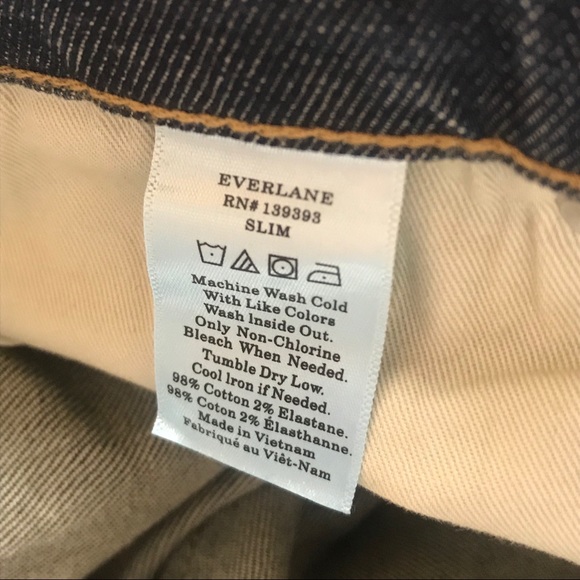 EVERLANE
RN# 139393
SLIM
Machine Wash Cold
With Like Colors
Wash Inside Out.
Only Non-Chlorine
Bleach When Needed.
Tumble Dry Low.
Cool Iron if Needed.
98% Cotton 2% Elastane.
98% Coton 2% Élasthanne.
Made in Vietnam
Fabriqué au Viêt-Nam